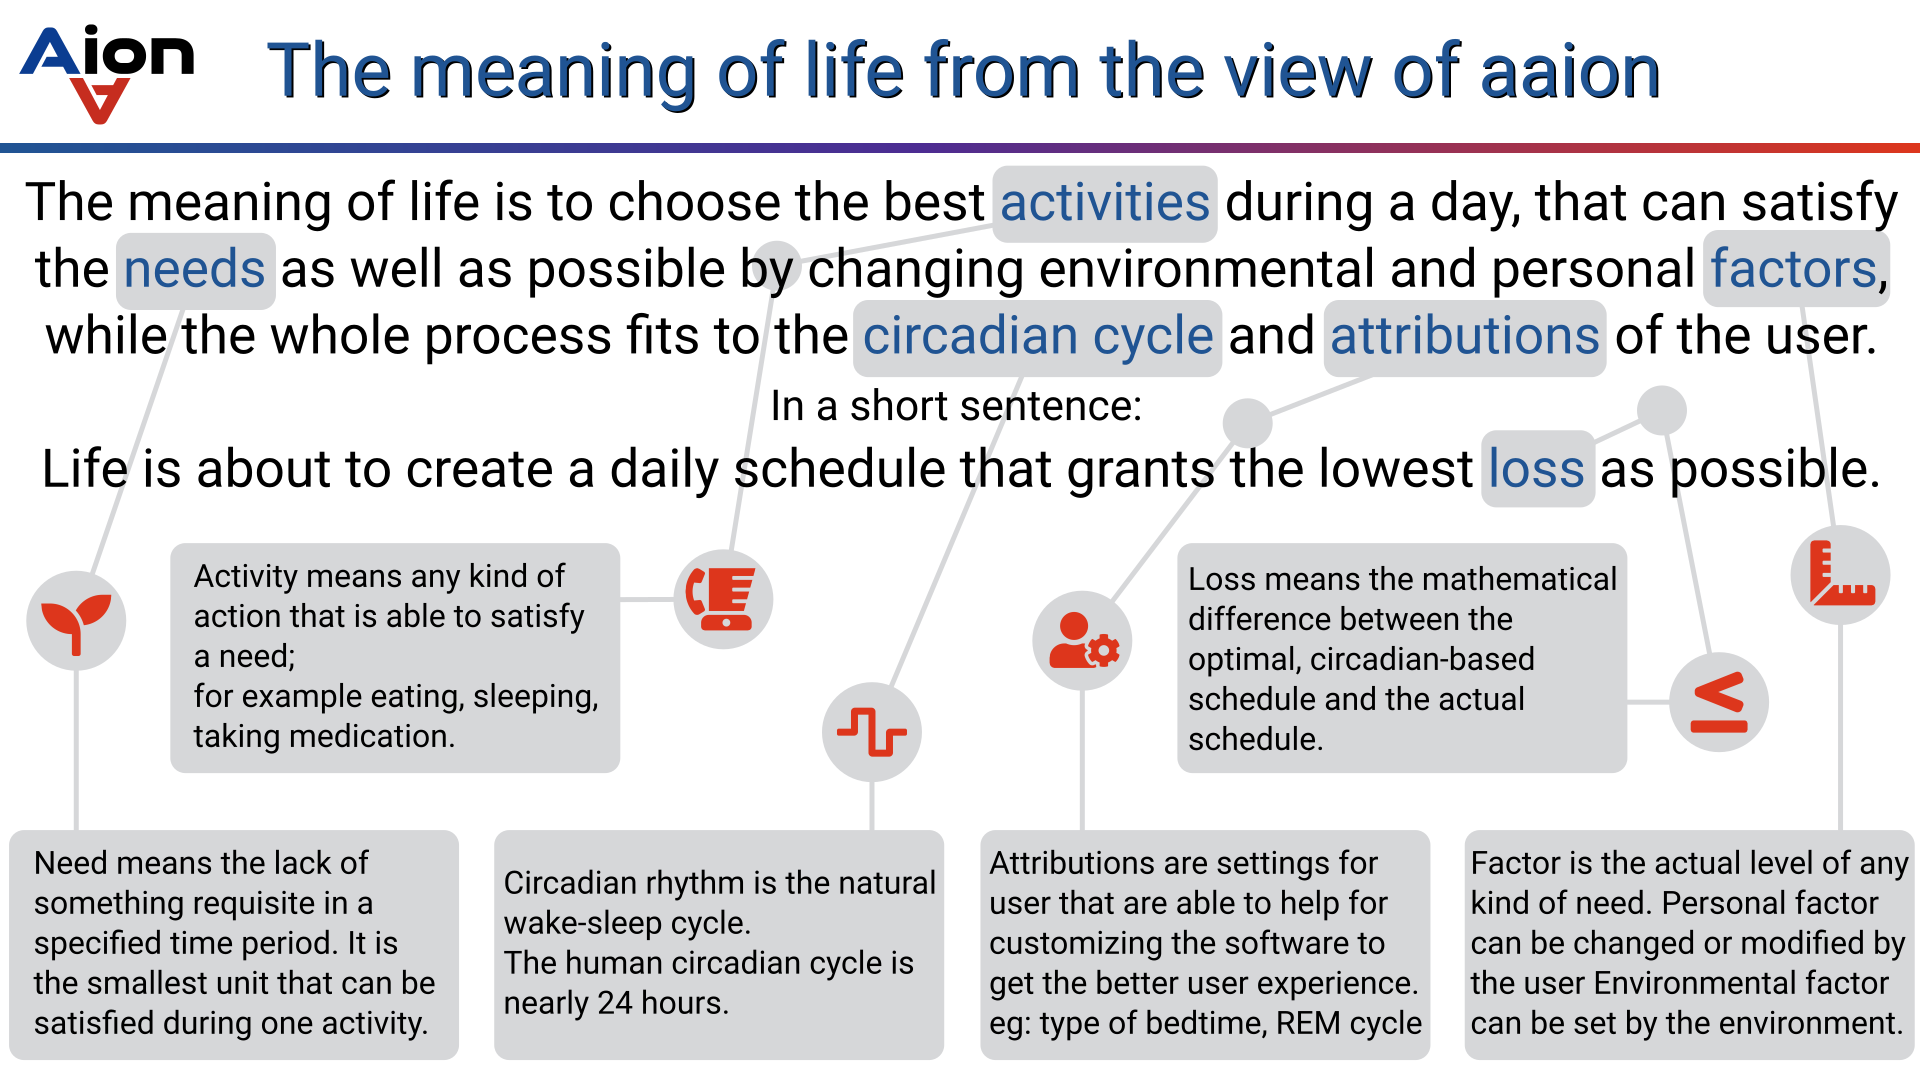 Aion
The meaning of life from the view of aaion
The meaning of life is to choose the best activities during a day, that can satisfy
the needs as well as possible by changing environmental and personal factors,
while the whole process fits to the circadian cycle and attributions of the user.
In a short sentence:
Life is about to create a daily schedule that grants the lowest loss as possible.
Activity means any kind of
action that is able to satisfy
a need;
for example eating, sleeping,
taking medication.
Loss means the mathematical
difference between the
optimal, circadian-based
schedule and the actual
schedule.
Need means the lack of
something requisite in a
specified time period. It is
the smallest unit that can be
satisfied during one activity.
Circadian rhythm is the natural
wake-sleep cycle.
The human circadian cycle is
nearly 24 hours.
Attributions are settings for
user that are able to help for
customizing the software to
get the better user experience.
eg: type of bedtime, REM cycle
Factor is the actual level of any
kind of need. Personal factor
can be changed or modified by
the user Environmental factor
can be set by the environment.